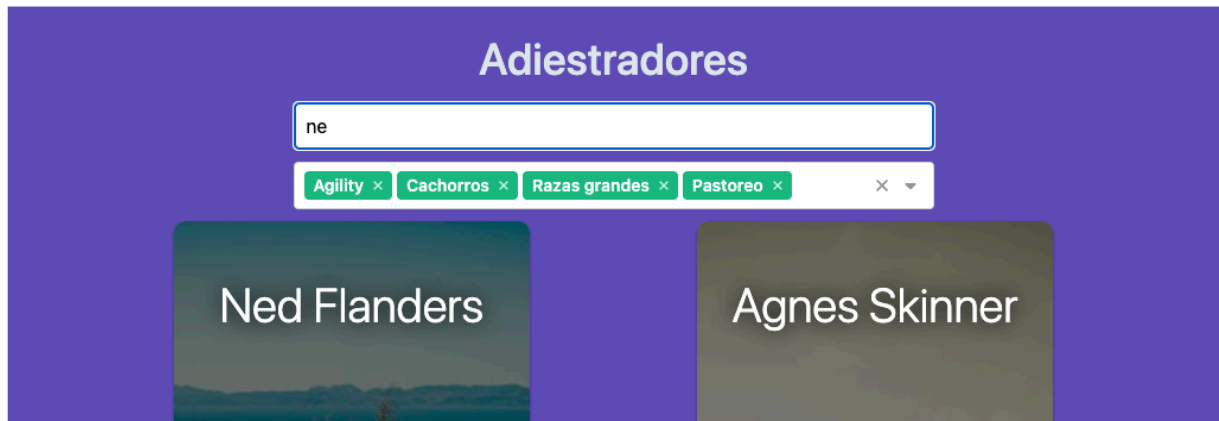 Adiestradores
ne
Agility × Cachorros × Razas grandes × Pastoreo ×
Ned Flanders Agnes Skinner